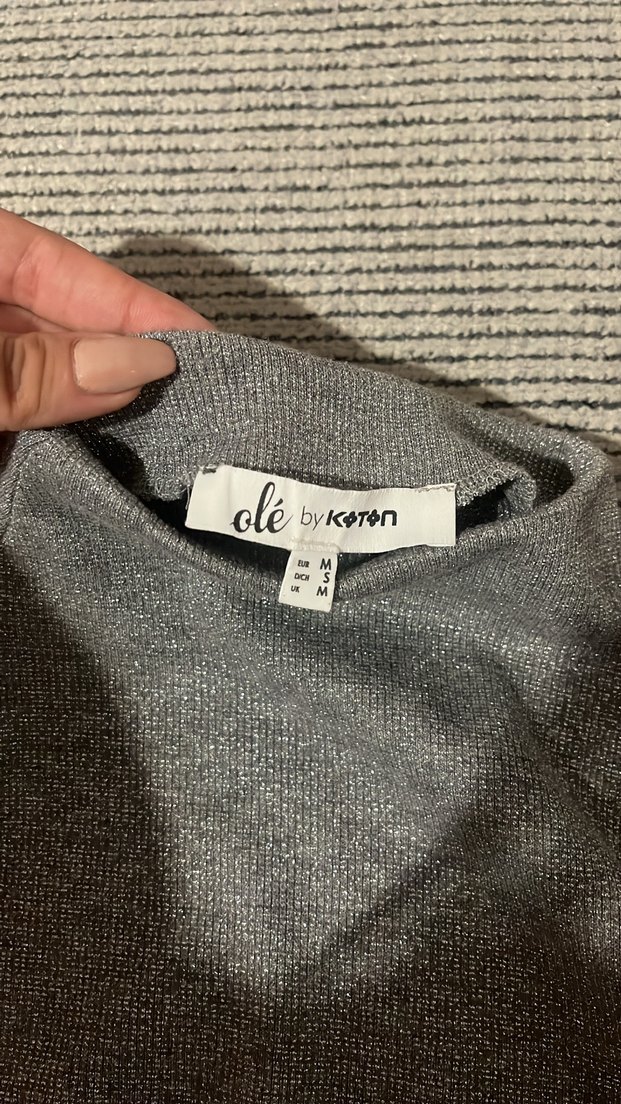 olé by KOTON
EUR M
D/CH S
UK M